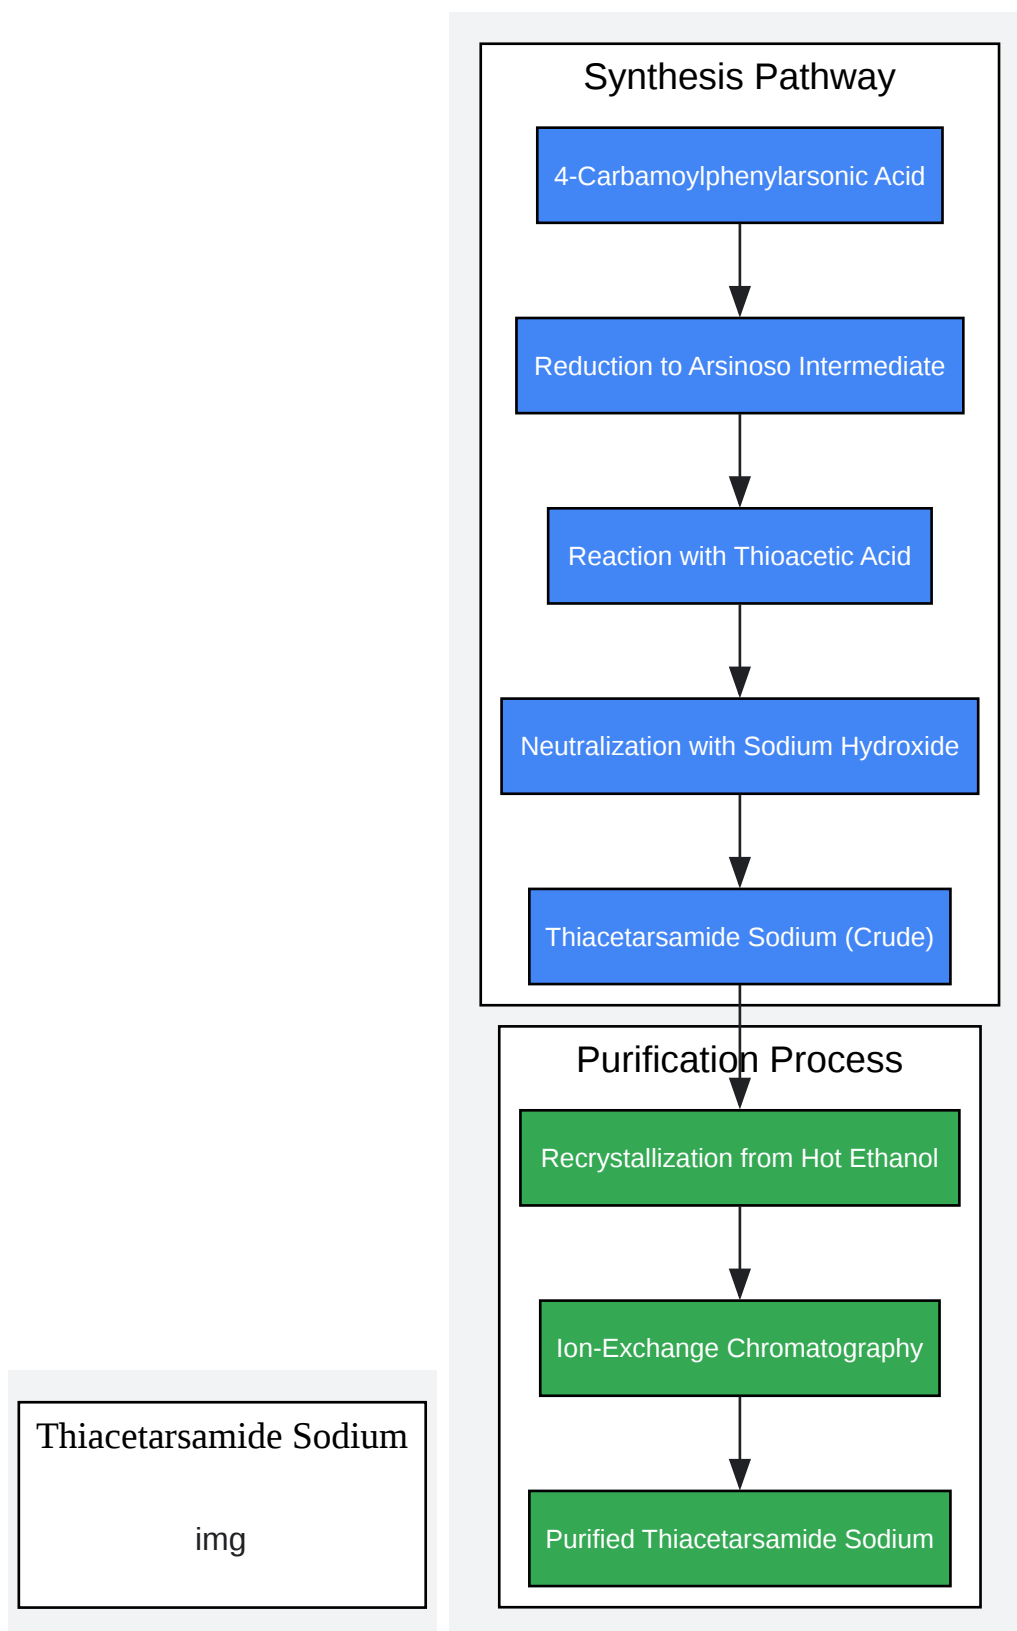 Synthesis Pathway
4-Carbamoylphenylarsonic Acid
Reduction to Arsinoso Intermediate
Reaction with Thioacetic Acid
Neutralization with Sodium Hydroxide
Thiacetarsamide Sodium (Crude)
Purification Process
Recrystallization from Hot Ethanol
Ion-Exchange Chromatography
Purified Thiacetarsamide Sodium
Thiacetarsamide Sodium
img